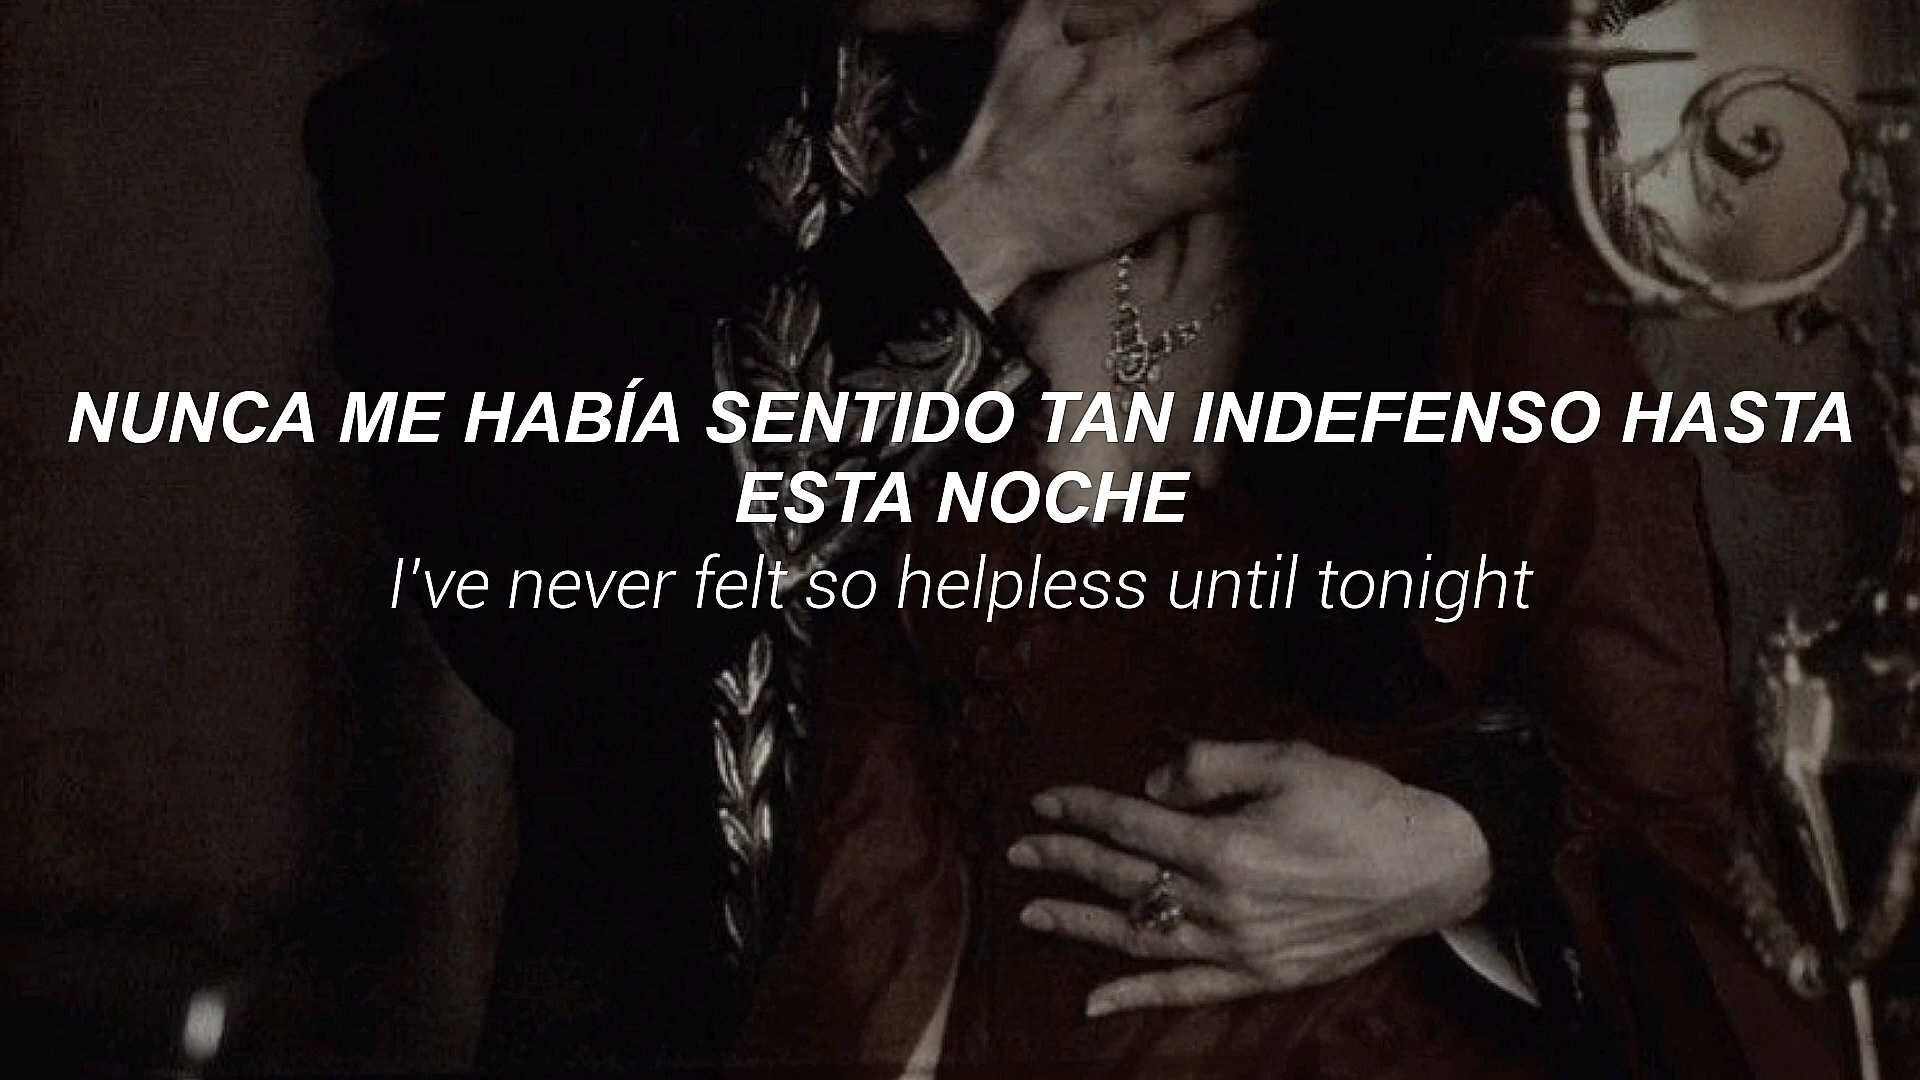 NUNCA ME HABÍA SENTIDO TAN INDEFENSO HASTA
ESTA NOCHE
I've never felt so helpless until tonight